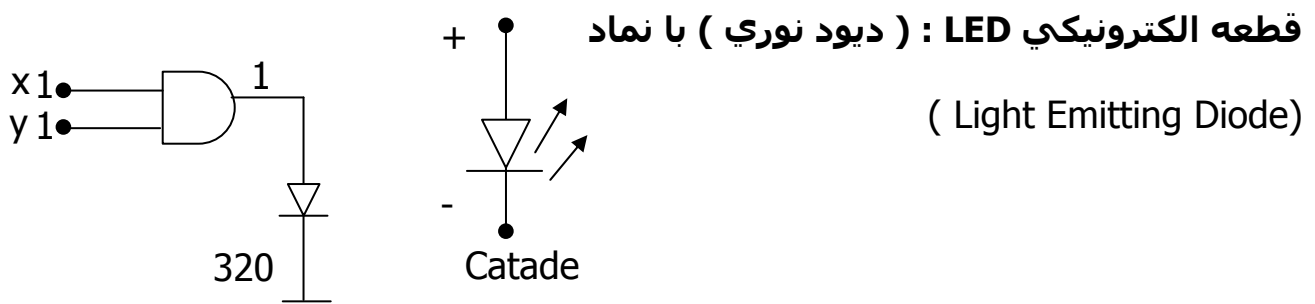 قطعه الكترونيكي LED : ( ديود نوري ) با نماد
( Light Emitting Diode)
+
-
Catade
x 1
y 1
1
320